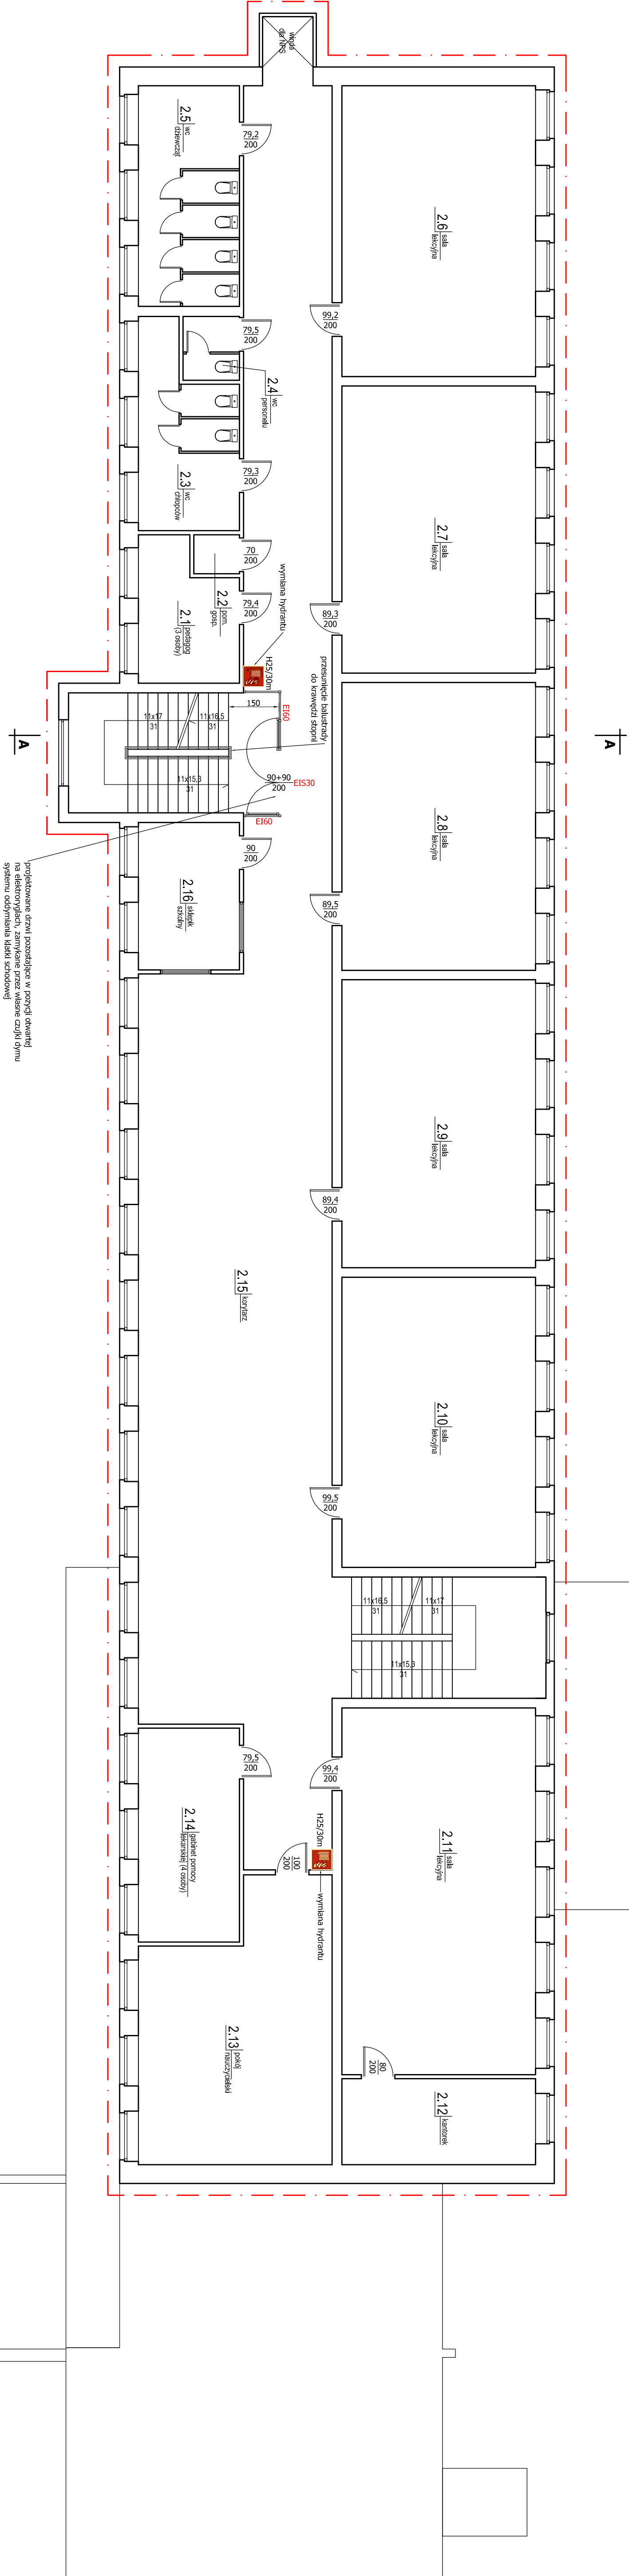 winda
dla NPS
2.5 wc
dziewcząt
79,2
200
2.6 sala
lekcyjna
99,2
200
79,5
200
2.4 wc
personelu
2.3 wc
chłopców
79,3
200
2.7 sala
lekcyjna
70
200
2.2 pom.
gosp.
2.1 pedagog
(3 osoby)
79,4
200
89,3
200
wymiana hydrantu
H25/30m
przesunięcie balustrady
do krawędzi stopni
150
EI60
11x17
31
11x16,5
31
11x15,3
31
90+90
200
EIS30
EI60
A
A
2.8 sala
lekcyjna
89,5
200
90
200
2.16 sklepik
szkolny
projektowane drzwi pozostające w pozycji otwartej
na elektroryglach, zamykane przez własne czujki dymu
systemu oddymiania klatki schodowej
2.9 sala
lekcyjna
89,4
200
2.15 korytarz
2.10 sala
lekcyjna
99,5
200
11x16,5
31
11x17
31
11x15,3
31
79,5
200
99,4
200
2.14 gabinet pomocy
lekarskiej (4 osoby)
H25/30m
100
200
wymiana hydrantu
2.11 sala
lekcyjna
2.13 pokój
nauczycielski
80
200
2.12 kantorek